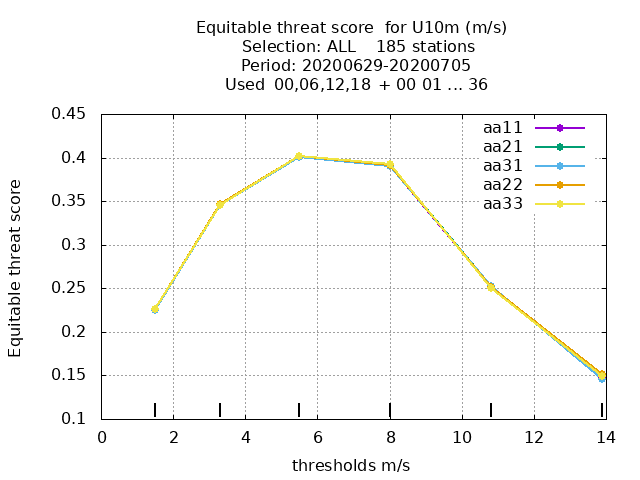 Equitable threat score  for U10m (m/s)
Selection: ALL    185 stations
Period: 20200629-20200705
Used  00,06,12,18  + 00 01 ... 36
0.45
0.4
0.35
0.3
0.25
0.2
0.15
0.1
Equitable threat score
aa11
aa21
aa31
aa22
aa33
0 2 4 6 8 10 12 14
thresholds m/s